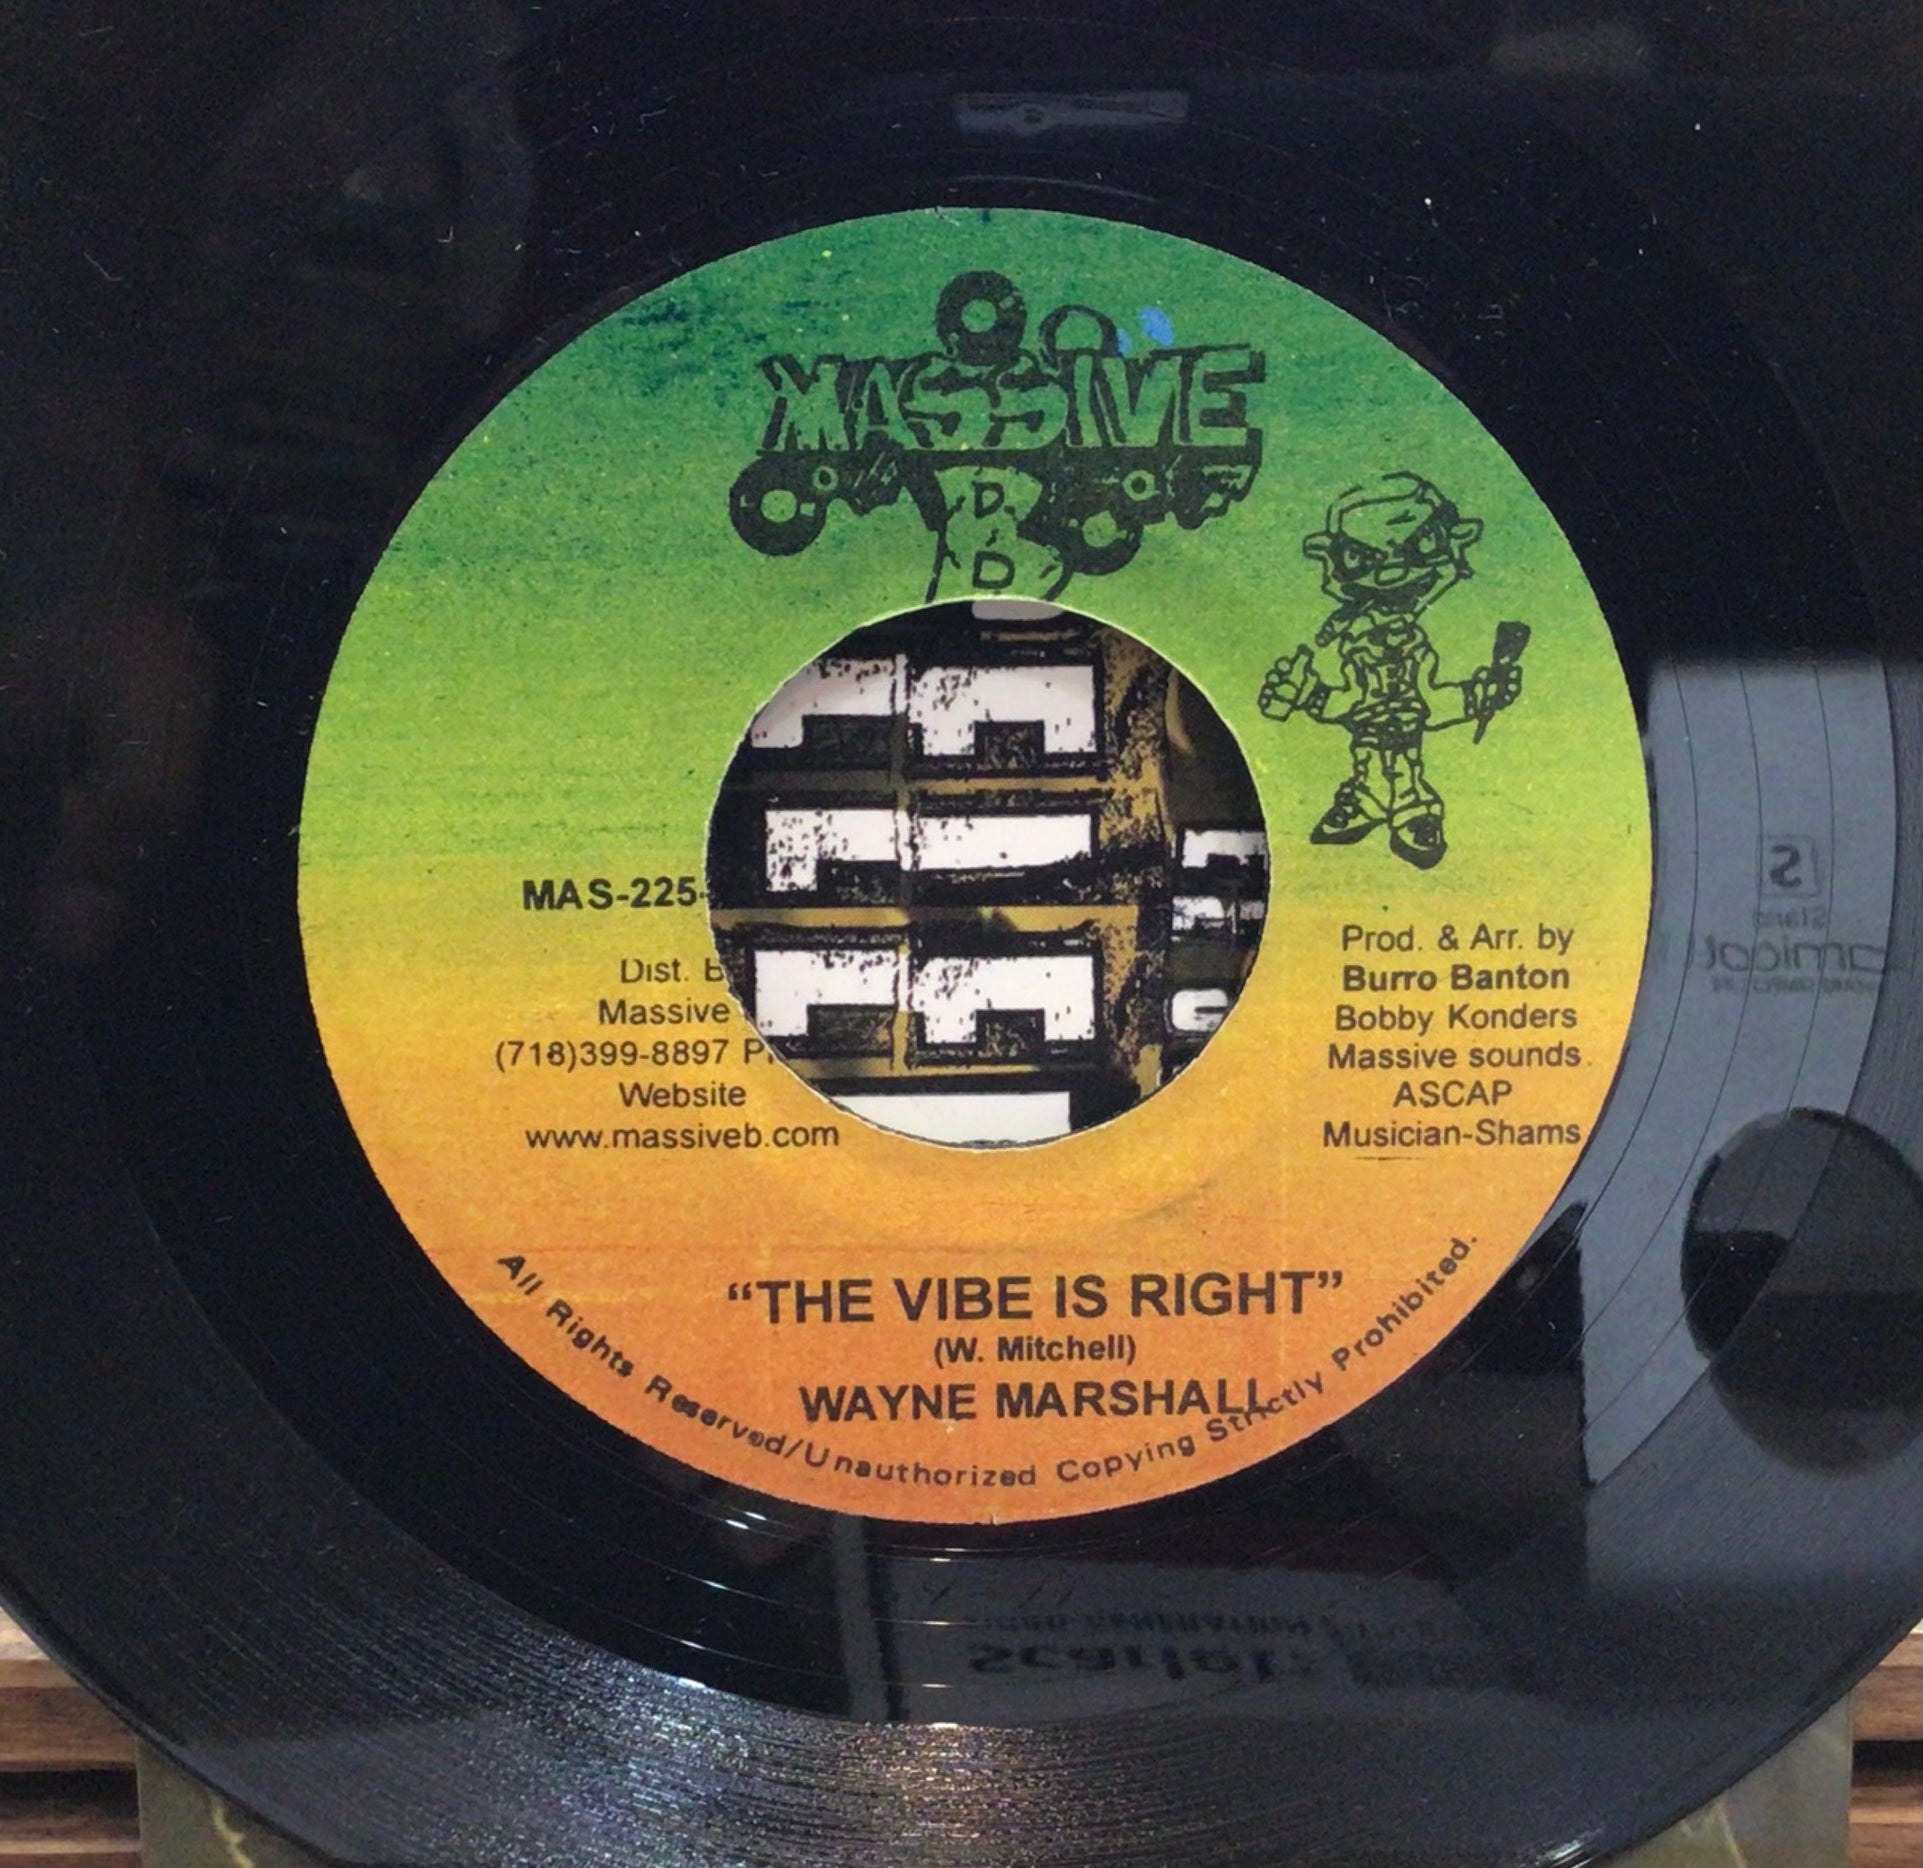 MASSIVE
B
D
D
MAS-225-
Dist. B
Massive
(718)399-8897 P
Website
www.massiveb.com
Prod. & Arr. by
Burro Banton
Bobby Konders
Massive sounds.
ASCAP
Musician-Shams
“THE VIBE IS RIGHT”
(W. Mitchell)
WAYNE MARSHALL
All Rights Reserved/Unauthorized Copying Strictly Prohibited.